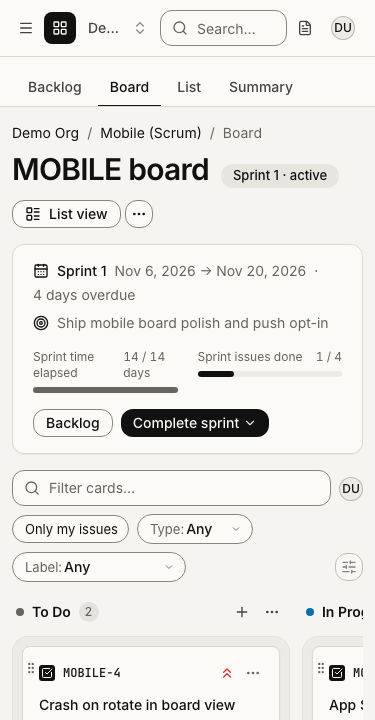 De...
Search...
DU
Backlog Board List Summary
Demo Org / Mobile (Scrum) / Board
MOBILE board Sprint 1 · active
List view
Sprint 1 Nov 6, 2026 → Nov 20, 2026 ·
4 days overdue
Ship mobile board polish and push opt-in
Sprint time elapsed 14 / 14 days
Sprint issues done 1 / 4
Backlog Complete sprint
Filter cards... DU
Only my issues Type: Any
Label: Any
To Do 2
In Prog
MOBILE-4
Crash on rotate in board view
MO
App S